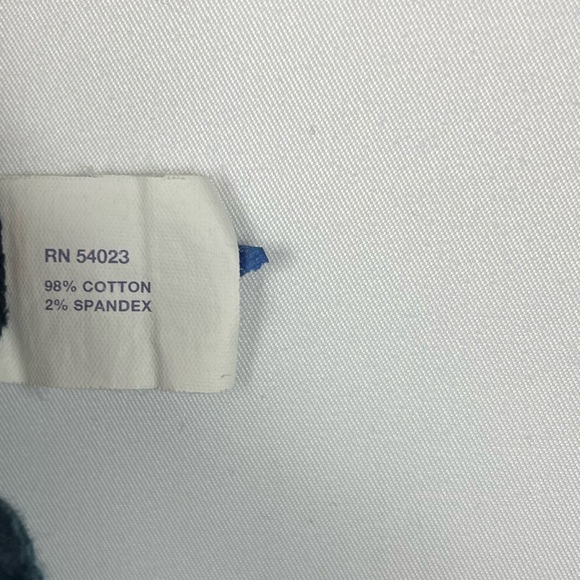 RN 54023
98% COTTON
2% SPANDEX